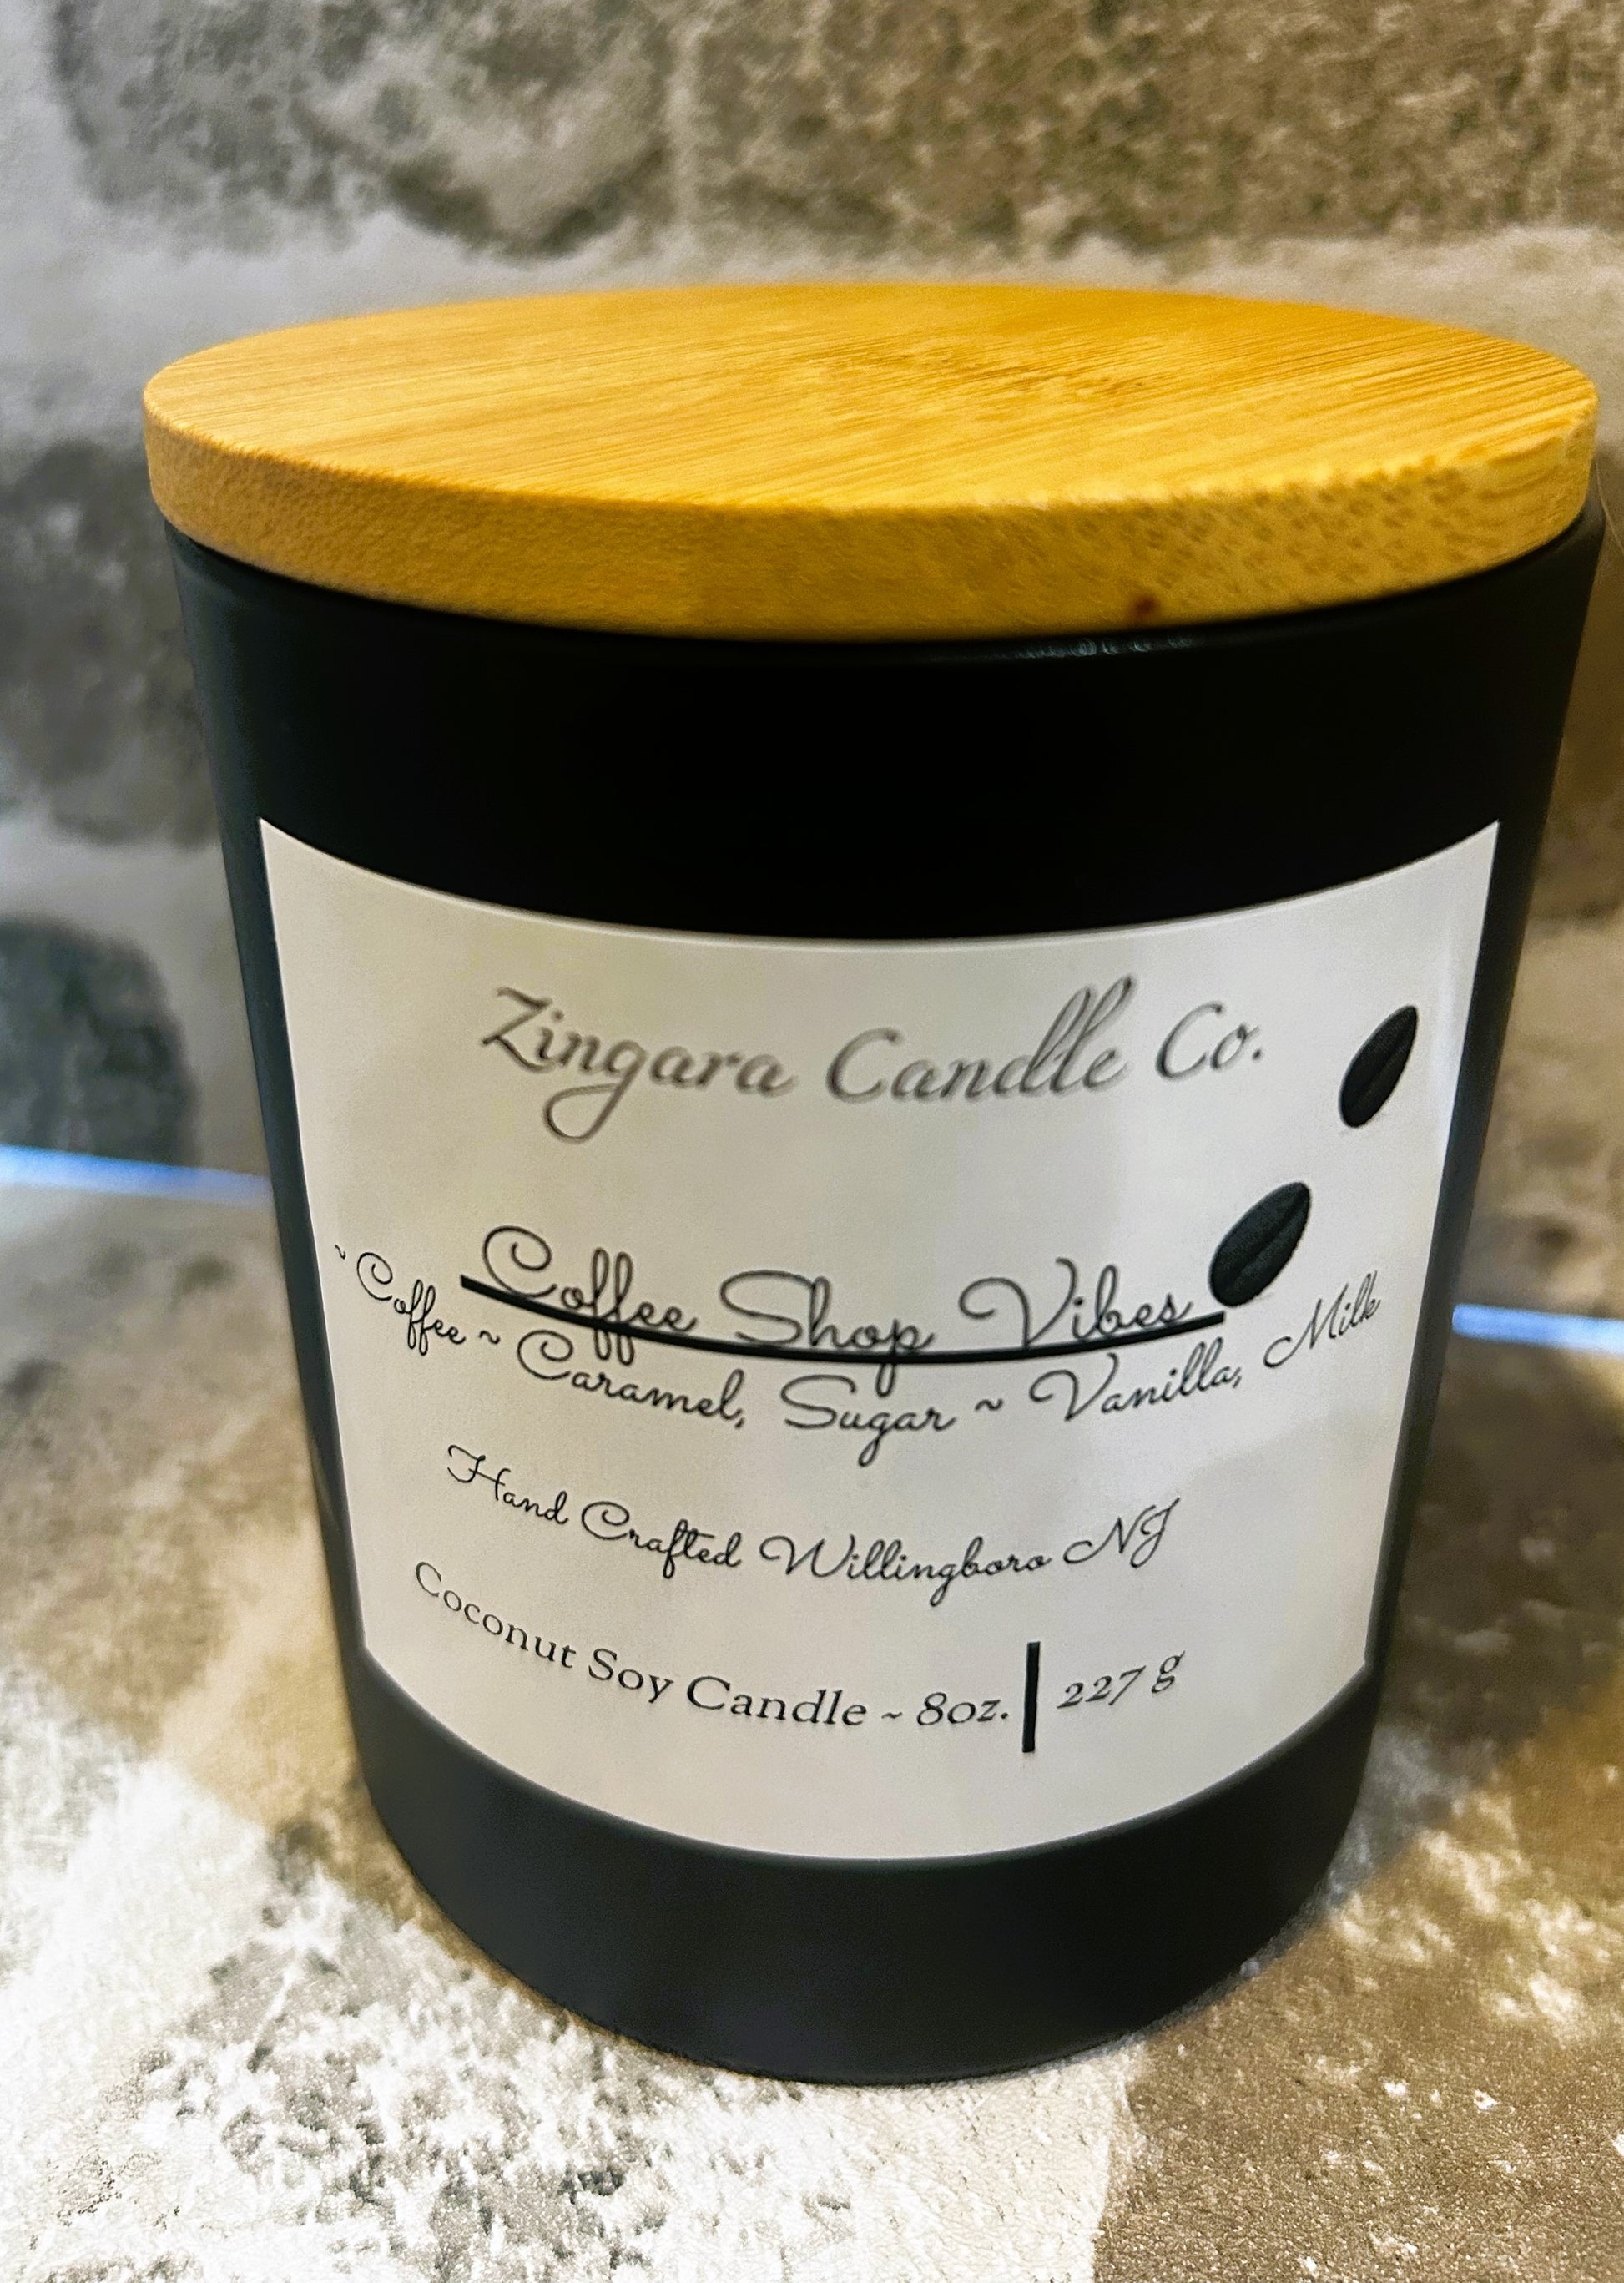 Zingara Candle Co.
Coffee Shop Vibes
~ Coffee ~ Caramel, Sugar ~ Vanilla, Milk
Hand Crafted Willingboro NJ
Coconut Soy Candle ~ 8oz. | 227 g